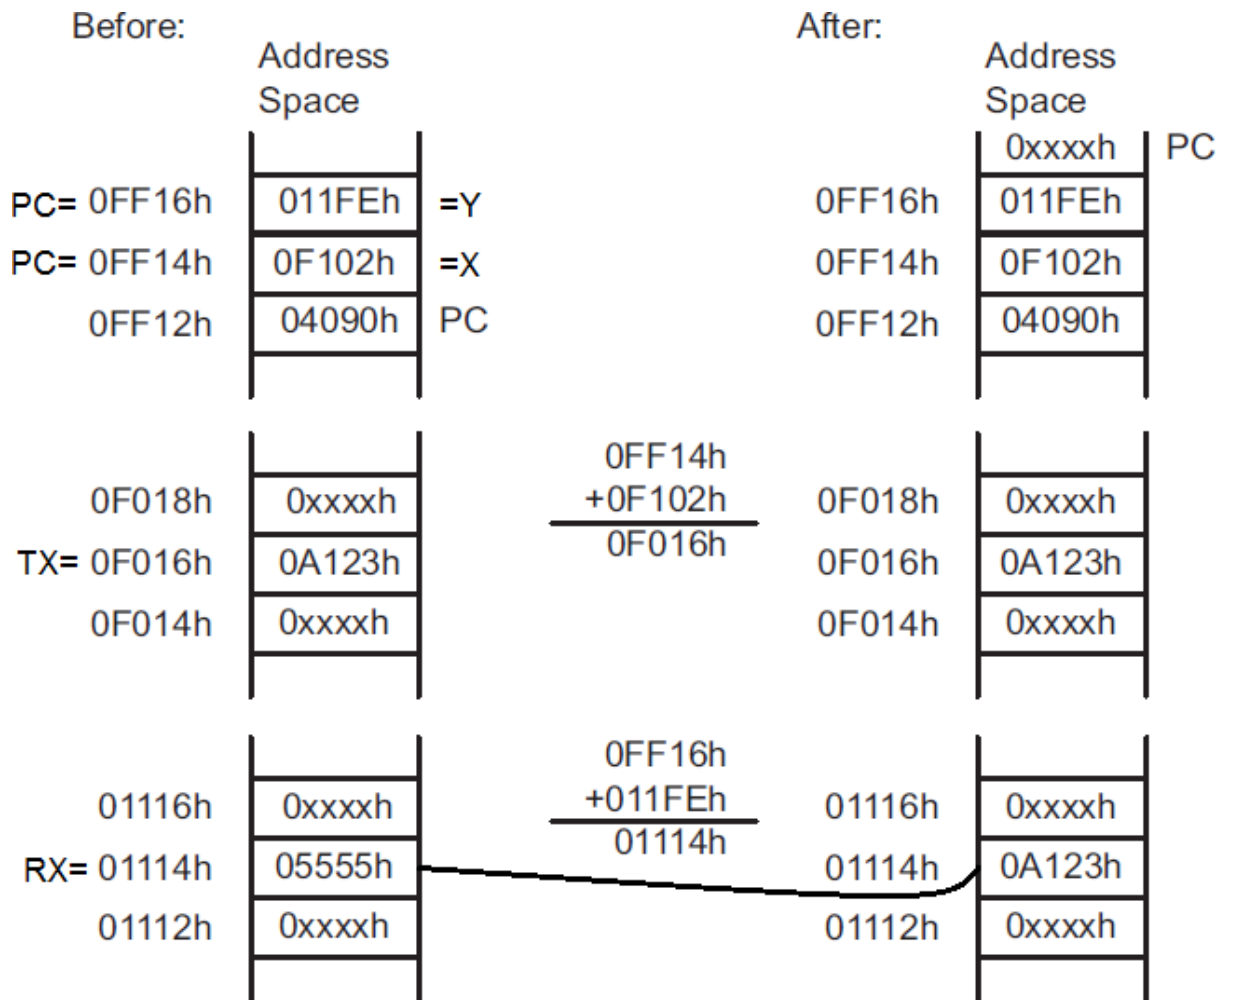 Before:
After:
Address
Space
Address
Space
0xxxxh PC
PC= 0FF16h 011FEh =Y
0FF16h 011FEh
PC= 0FF14h 0F102h =X
0FF14h 0F102h
0FF12h 04090h PC
0FF12h 04090h
0FF14h
+0F102h
0F016h
0F018h 0xxxxh
0F018h 0xxxxh
TX= 0F016h 0A123h
0F016h 0A123h
0F014h 0xxxxh
0F014h 0xxxxh
0FF16h
+011FEh
01114h
01116h 0xxxxh
01116h 0xxxxh
RX= 01114h 05555h
01114h 0A123h
01112h 0xxxxh
01112h 0xxxxh